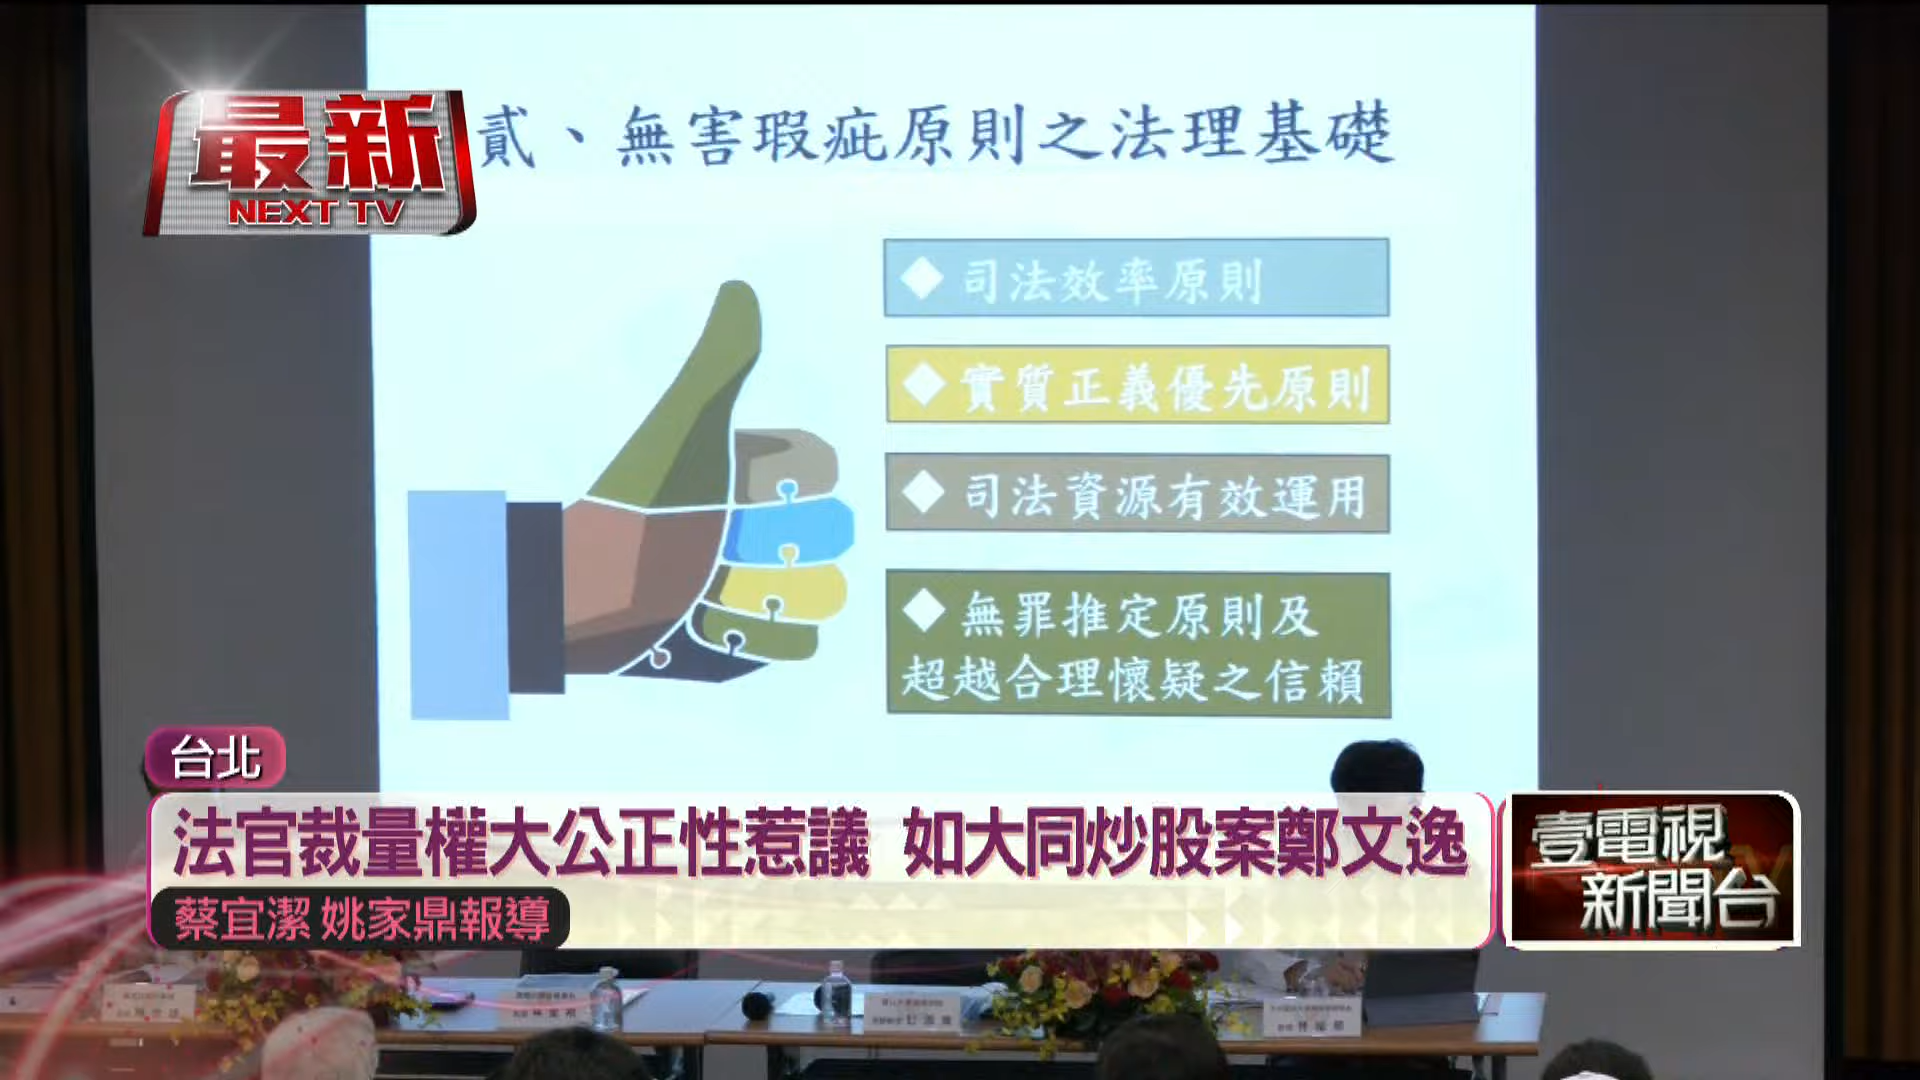 最新
NEXT TV
貳、無害瑕疵原則之法理基礎
◆ 司法效率原則
◆ 實質正義優先原則
◆ 司法資源有效運用
◆ 無罪推定原則及
超越合理懷疑之信賴
台北
法官裁量權大公正性惹議 如大同炒股案鄭文逸
蔡宜潔 姚家鼎報導
壹電視
新聞台